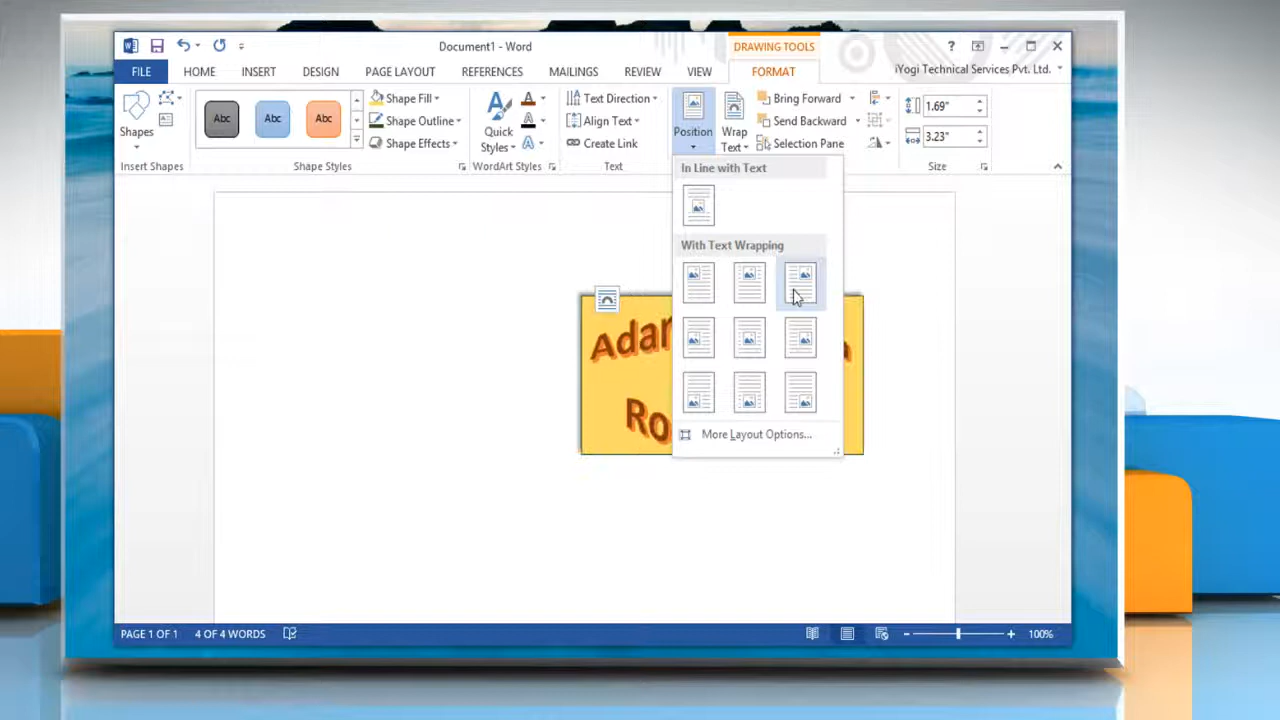 Document1 - Word
DRAWING TOOLS
?
FILE HOME INSERT DESIGN PAGE LAYOUT REFERENCES MAILINGS REVIEW VIEW FORMAT
iYogi Technical Services Pvt. Ltd.
Shapes
Abc Abc Abc
Shape Fill
Shape Outline
Shape Effects
Quick
Styles
A
A
A
Text Direction
Align Text
Create Link
Position
Wrap
Text
Bring Forward
Send Backward
Selection Pane
1.69"
3.23"
Insert Shapes Shape Styles WordArt Styles Text Size
In Line with Text
With Text Wrapping
More Layout Options...
PAGE 1 OF 1 4 OF 4 WORDS 100%